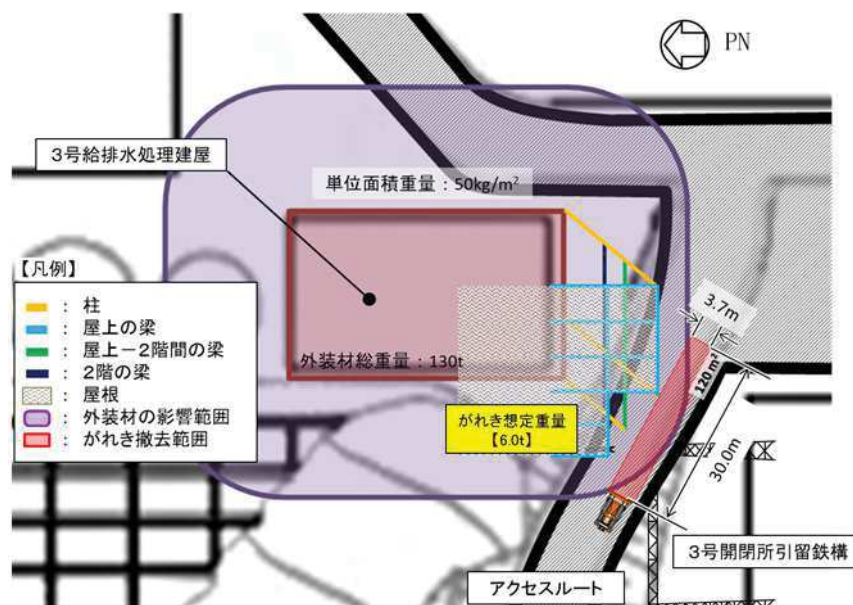 PN
3号給排水処理建屋
単位面積重量：50kg/m²
【凡例】
：柱
：屋上の梁
：屋上－2階間の梁
：2階の梁
：屋根
：外装材の影響範囲
：がれき撤去範囲
外装材総重量：130t
がれき想定重量
【6.0t】
3.7m
120m²
30.0m
3号開閉所引留鉄構
アクセスルート